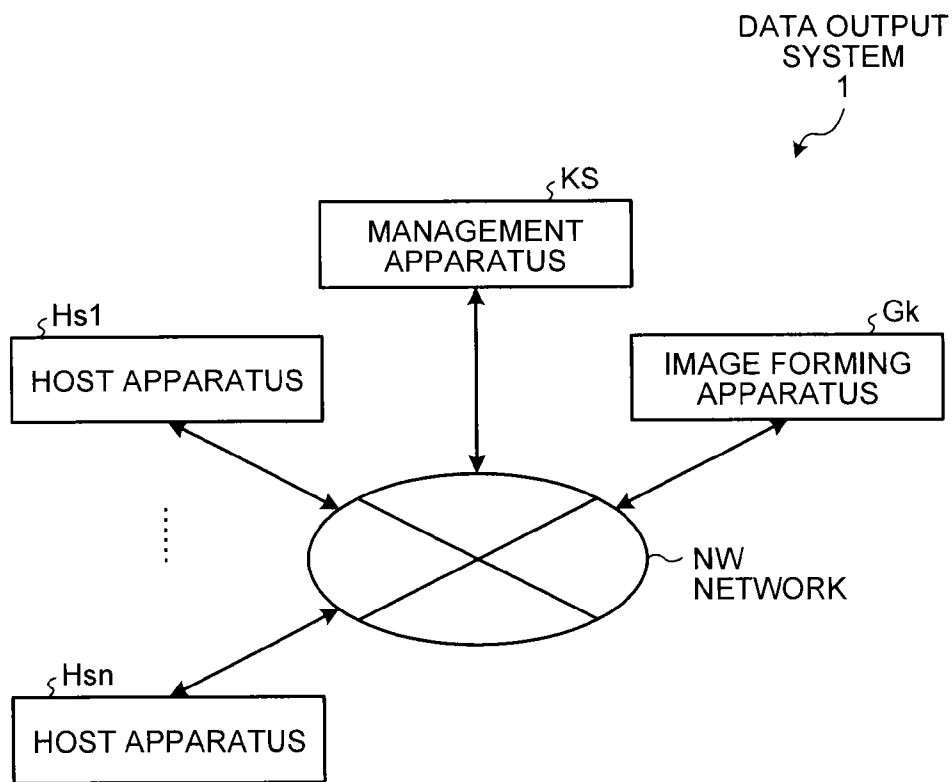 DATA OUTPUT
SYSTEM
1
KS
MANAGEMENT
APPARATUS
Hs1
HOST APPARATUS
Gk
IMAGE FORMING
APPARATUS
NW
NETWORK
Hsn
HOST APPARATUS